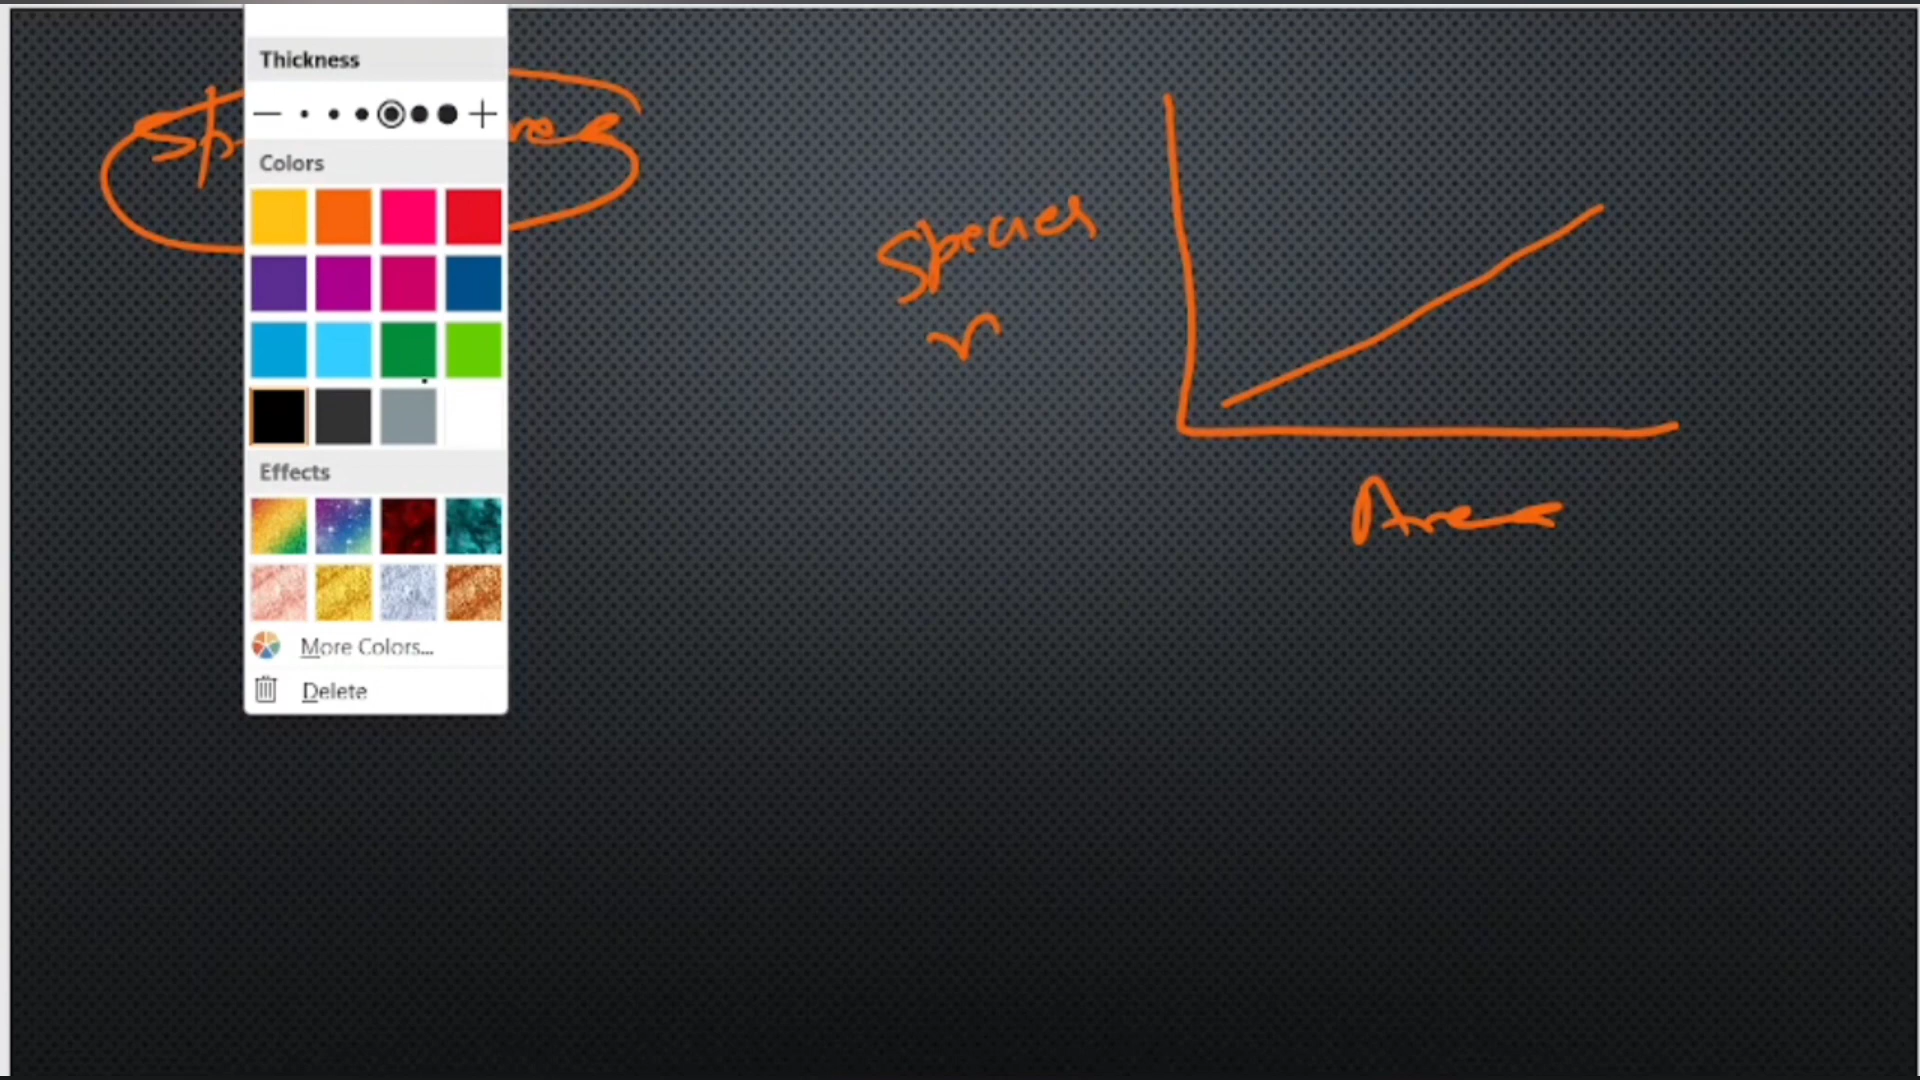 Thickness
Colors
Effects
More Colors...
Delete
Species
Area